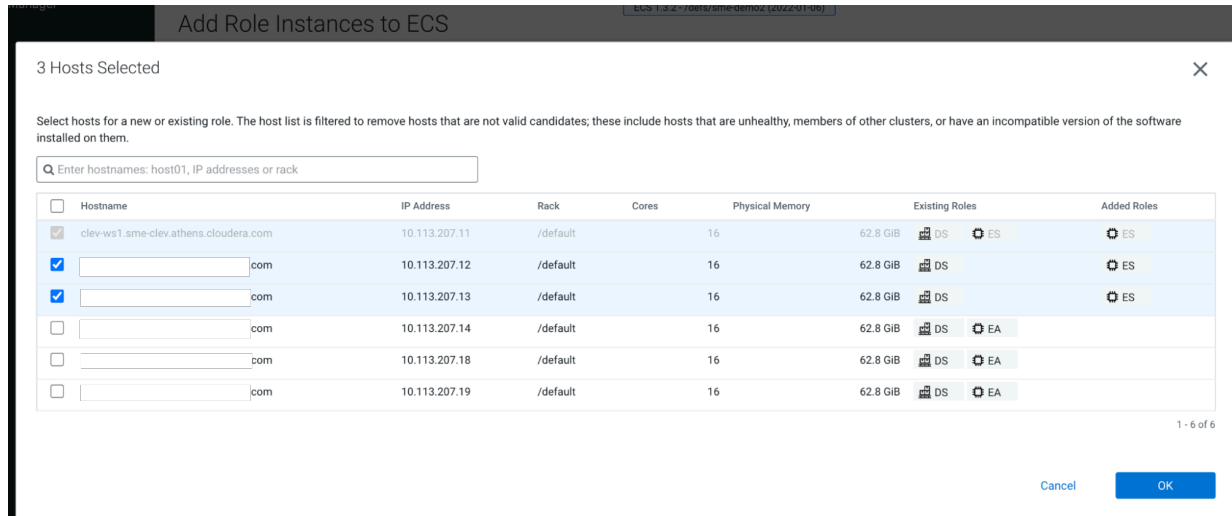 Manager
Add Role Instances to ECS
ECS 1.3.2 - /defs/sme-demo2 (2022-01-06)
3 Hosts Selected
Select hosts for a new or existing role. The host list is filtered to remove hosts that are not valid candidates; these include hosts that are unhealthy, members of other clusters, or have an incompatible version of the software
installed on them.
Enter hostnames: host01, IP addresses or rack
Hostname IP Address Rack Cores Physical Memory Existing Roles Added Roles
clev-ws1.sme-clev.athens.cloudera.com 10.113.207.11 /default 16 62.8 GiB DS ES ES
com 10.113.207.12 /default 16 62.8 GiB DS ES
com 10.113.207.13 /default 16 62.8 GiB DS ES
com 10.113.207.14 /default 16 62.8 GiB DS EA
com 10.113.207.18 /default 16 62.8 GiB DS EA
com 10.113.207.19 /default 16 62.8 GiB DS EA
1 - 6 of 6
Cancel OK